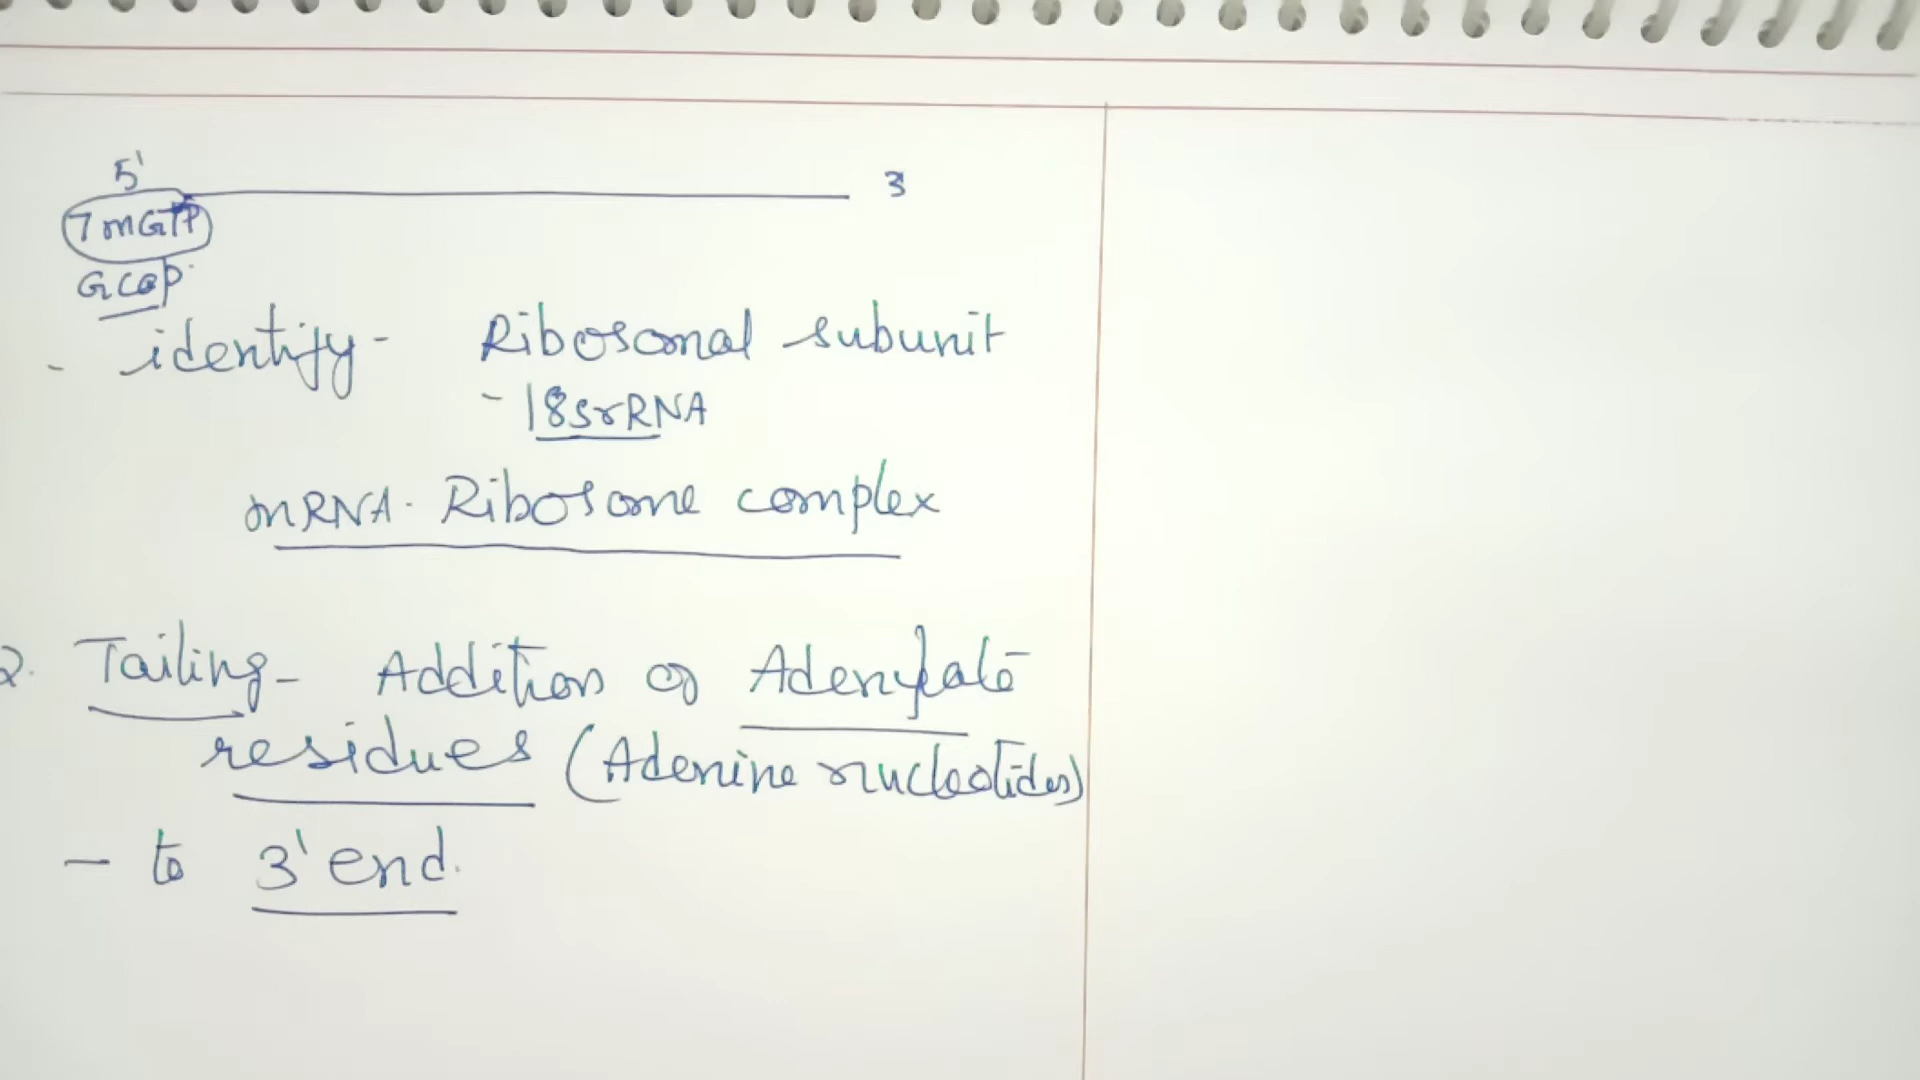 5' 3
7mGTP
Gcap
- identify - Ribosomal subunit
- 18SrRNA
mRNA - Ribosome complex
2. Tailing - Addition of Adenylate
residues (Adenine nucleotides)
- to 3' end.